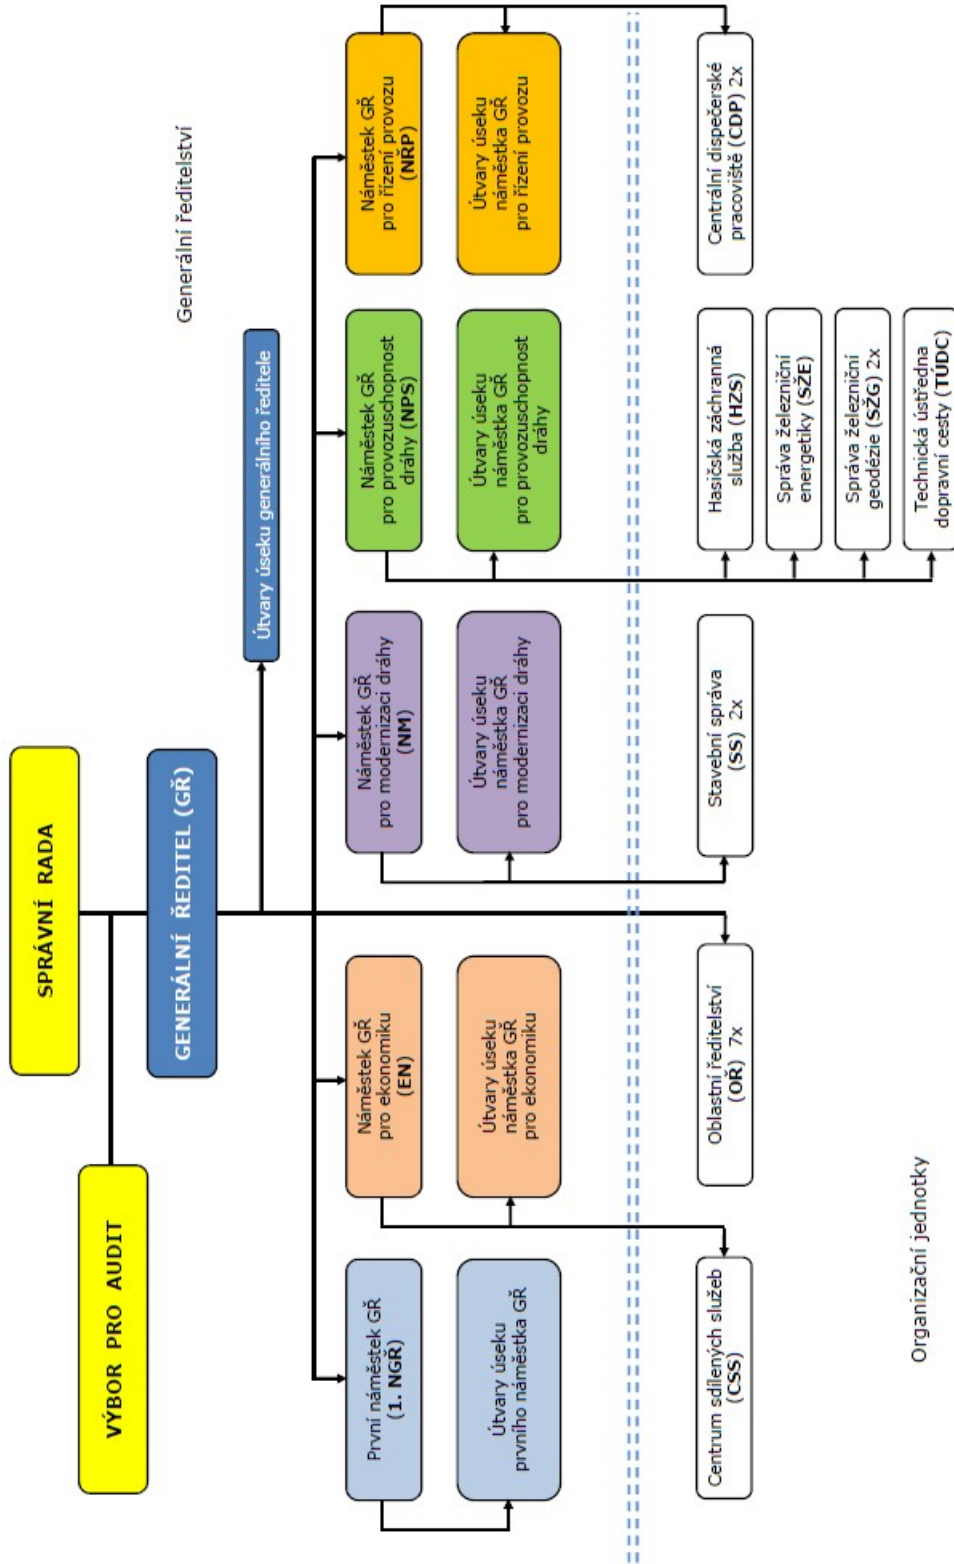 SPRÁVNÍ RADA
VÝBOR PRO AUDIT
GENERÁLNÍ ŘEDITEL (GŘ)
Generální ředitelství
Útvary úseku generálního ředitele
První náměstek GŘ
(1. NGŘ)
Náměstek GŘ
pro ekonomiku
(EN)
Náměstek GŘ
pro modernizaci dráhy
(NM)
Náměstek GŘ
pro provozuschopnost
dráhy (NPS)
Náměstek GŘ
pro řízení provozu
(NŘP)
Útvary úseku
prvního náměstka GŘ
Útvary úseku
náměstka GŘ
pro ekonomiku
Útvary úseku
náměstka GŘ
pro modernizaci dráhy
Útvary úseku
náměstka GŘ
pro provozuschopnost
dráhy
Útvary úseku
náměstka GŘ
pro řízení provozu
Centrum sdílených služeb
(CSS)
Oblastní ředitelství
(OŘ) 7x
Stavební správa
(SS) 2x
Hasičská záchranná
služba (HZS)
Centrální dispečerské
pracoviště (CDP) 2x
Správa železniční
energetiky (SŽE)
Správa železniční
geodézie (SŽG) 2x
Technická ústředna
dopravní cesty (TÚDC)
Organizační jednotky